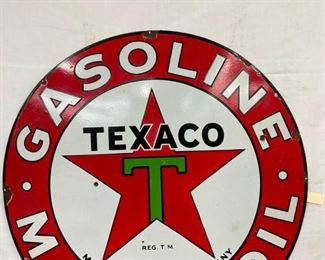 GASOLINE
TEXACO
T
REG. T.M.
OIL